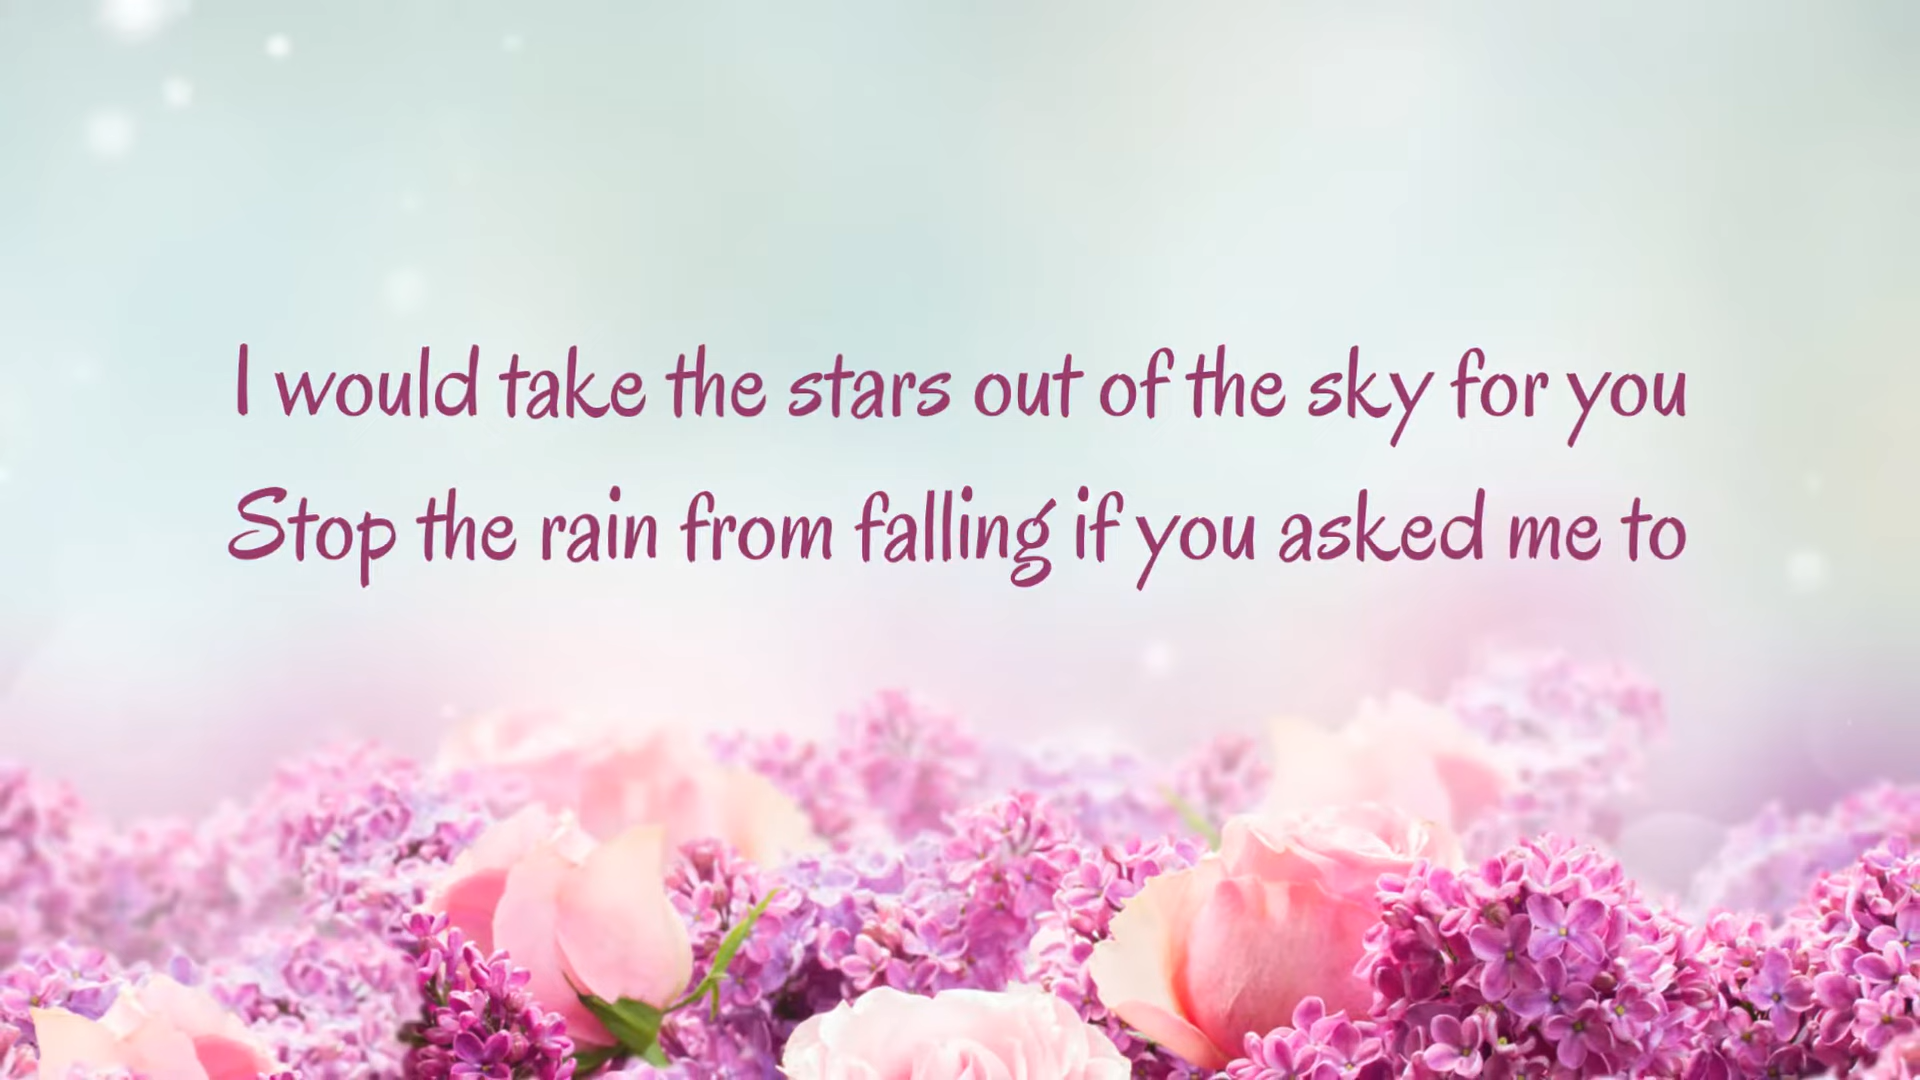 I would take the stars out of the sky for you
Stop the rain from falling if you asked me to